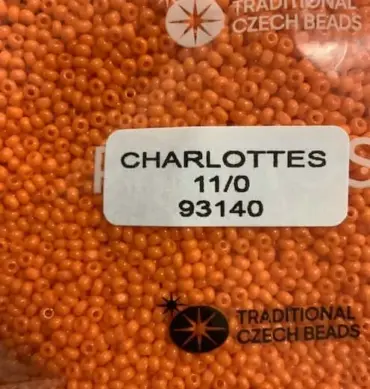 TRADITIONAL
CZECH BEADS
CHARLOTTES
11/0
93140
TRADITIONAL
CZECH BEADS